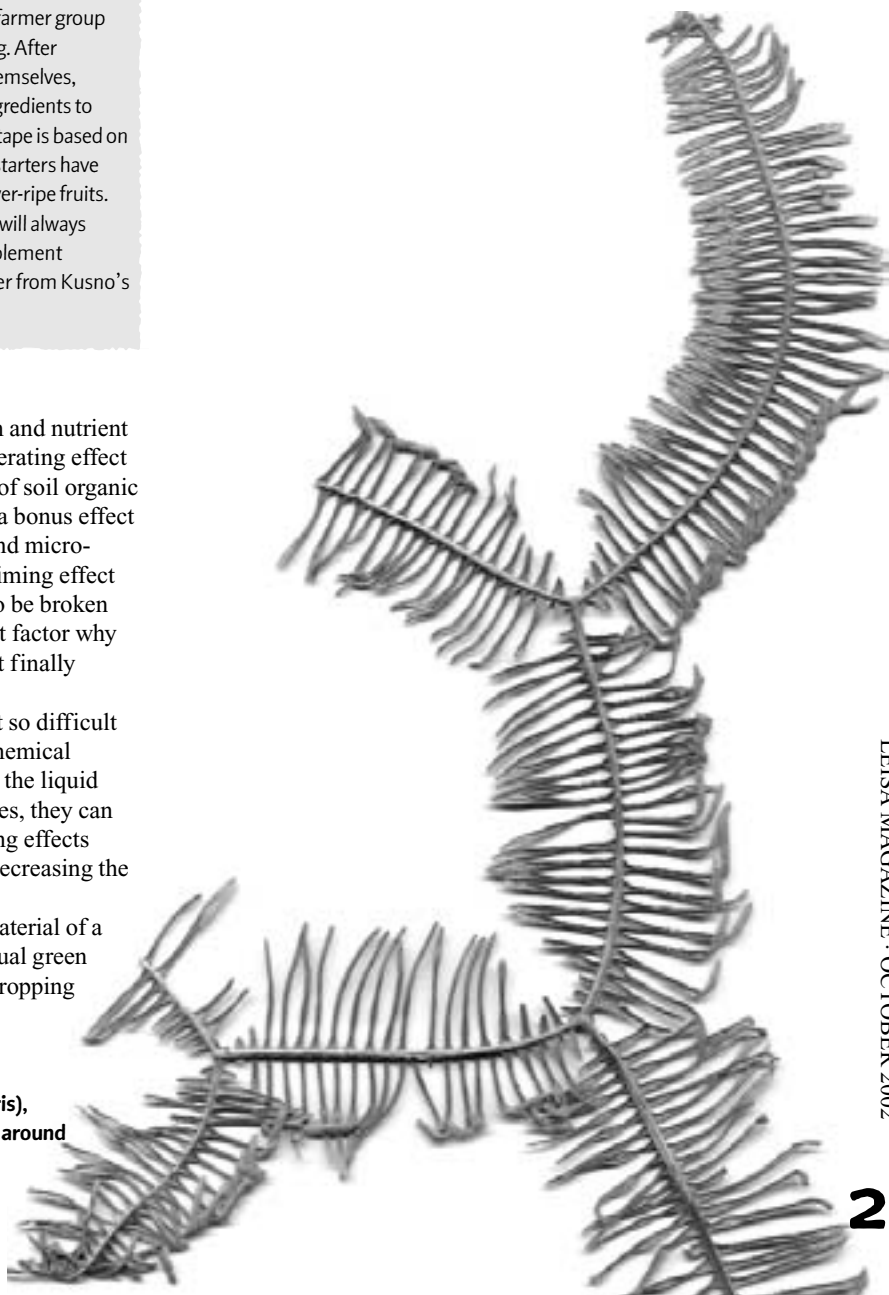 farmer group
g. After
emselves,
gredients to
tape is based on
starters have
ver-ripe fruits.
will always
plement
er from Kusno's
n and nutrient
erating effect
of soil organic
a bonus effect
nd micro-
iming effect
o be broken
t factor why
t finally
t so difficult
hemical
the liquid
es, they can
ng effects
decreasing the
aterial of a
ual green
ropping
ris),
around
LEISA MAGAZINE · OCTOBER 2002
2